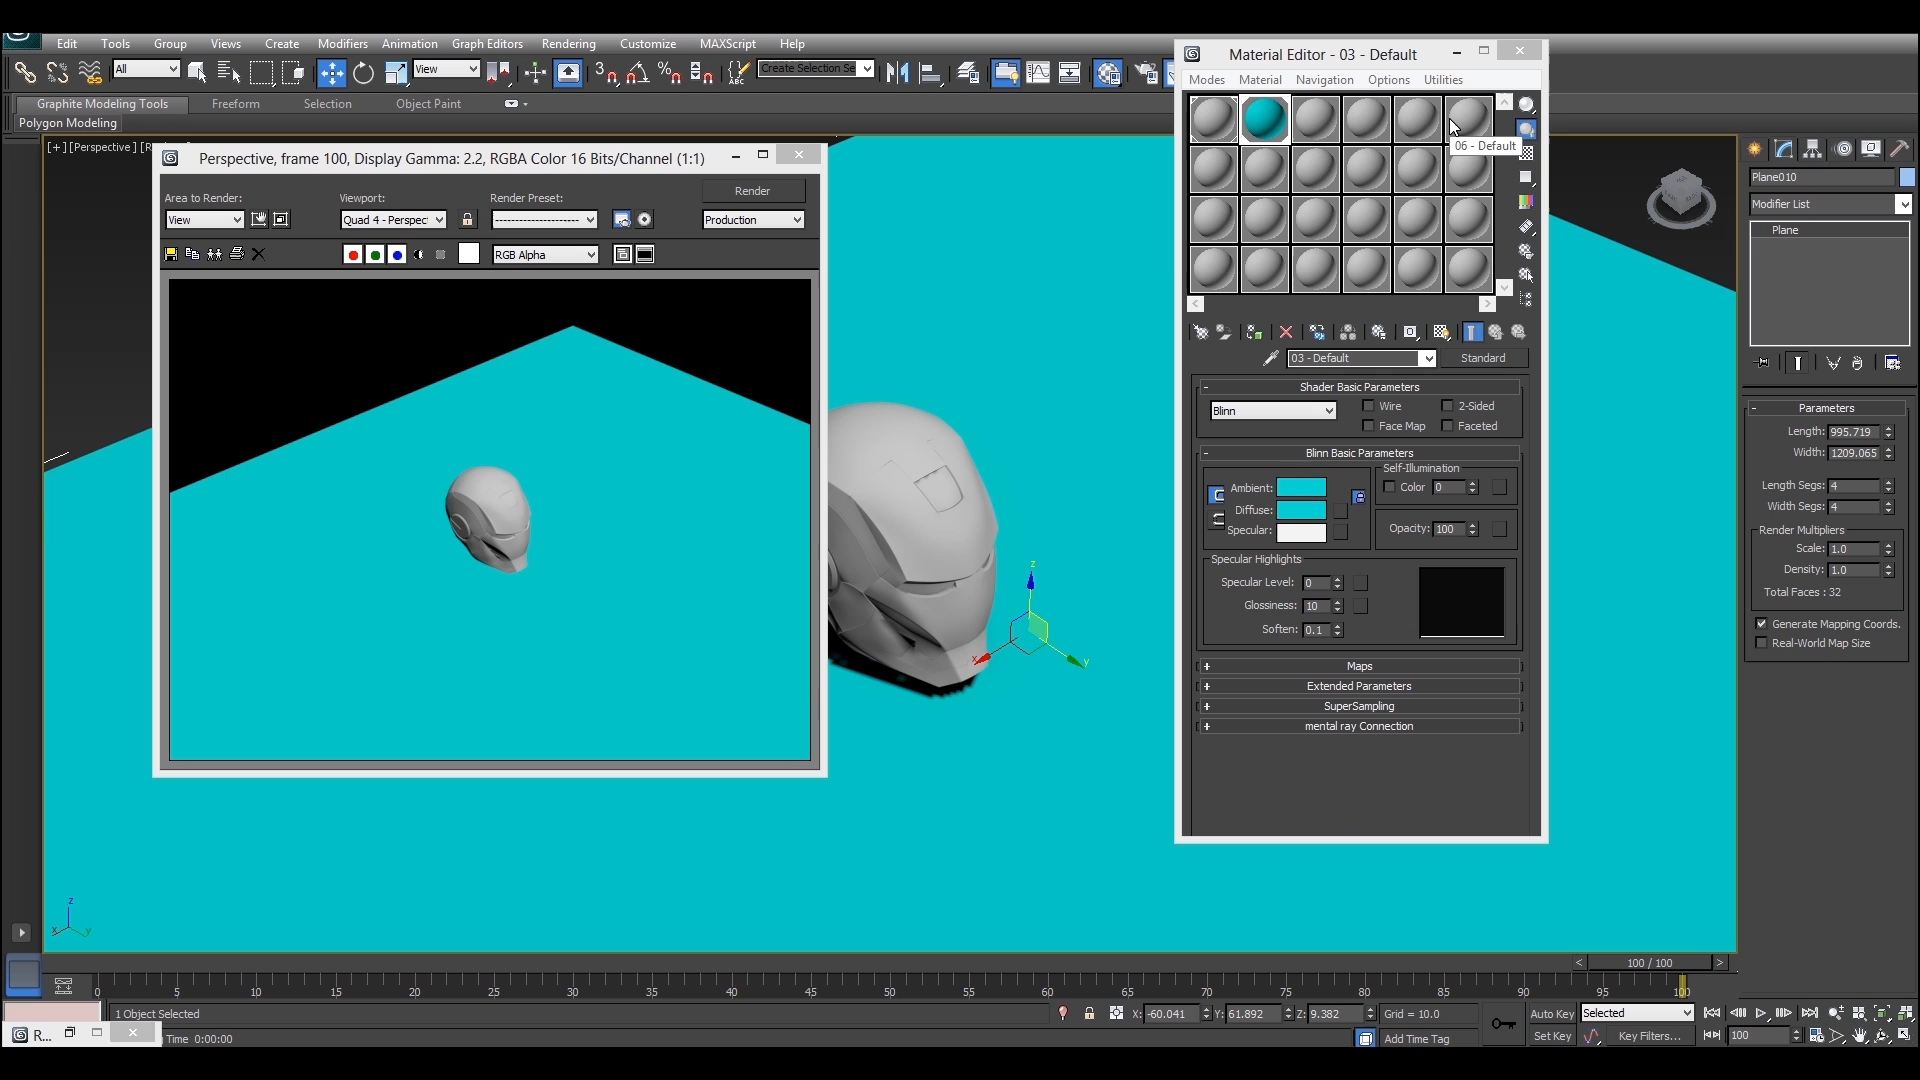 Edit Tools Group Views Create Modifiers Animation Graph Editors Rendering Customize MAXScript Help
All View 3 ABC Create Selection Se
Graphite Modeling Tools Freeform Selection Object Paint
Polygon Modeling
[+] [Perspective] [R
Perspective, frame 100, Display Gamma: 2.2, RGBA Color 16 Bits/Channel (1:1)
Area to Render: Viewport: Render Preset: Render
View Quad 4 - Perspec Production
RGB Alpha
Material Editor - 03 - Default
Modes Material Navigation Options Utilities
06 - Default
03 - Default Standard
Shader Basic Parameters
Blinn Wire 2-Sided
Face Map Faceted
Blinn Basic Parameters
Self-Illumination
Ambient: Color 0
Diffuse:
Specular: Opacity: 100
Specular Highlights
Specular Level: 0
Glossiness: 10
Soften: 0.1
+ Maps
+ Extended Parameters
+ SuperSampling
+ mental ray Connection
Plane010
Modifier List
Plane
- Parameters
Length: 995.719
Width: 1209.065
Length Segs: 4
Width Segs: 4
Render Multipliers
Scale: 1.0
Density: 1.0
Total Faces : 32
Generate Mapping Coords.
Real-World Map Size
z
x y
z
x y
< 100 / 100 >
0 5 10 15 20 25 30 35 40 45 50 55 60 65 70 75 80 85 90 95 100
1 Object Selected X: -60.041 Y: 61.892 Z: 9.382 Grid = 10.0 Auto Key Selected
R... Time 0:00:00 Add Time Tag Set Key Key Filters... 100